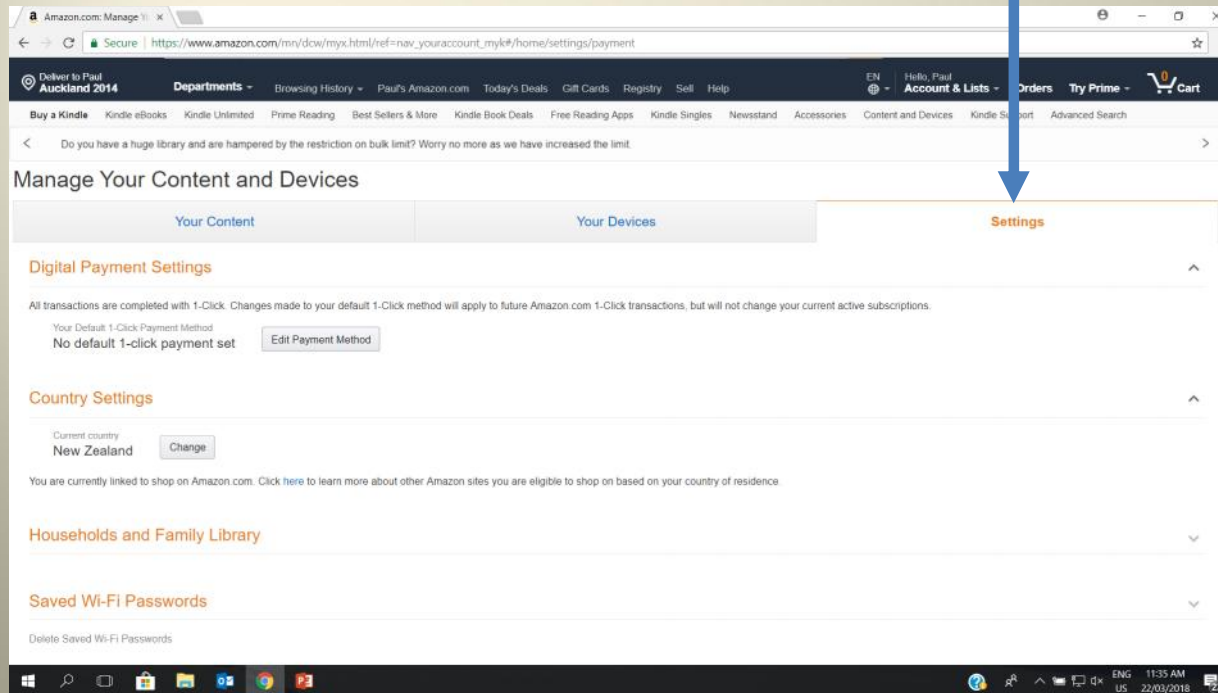 Amazon.com: Manage Y
Secure https://www.amazon.com/mn/dcw/myx.html/ref=nav_youraccount_myk#/home/settings/payment
Deliver to Paul
Auckland 2014
Departments
Browsing History
Paul's Amazon.com
Today's Deals
Gift Cards
Registry
Sell
Help
EN
Hello, Paul
Account & Lists
Orders
Try Prime
0
Cart
Buy a Kindle
Kindle eBooks
Kindle Unlimited
Prime Reading
Best Sellers & More
Kindle Book Deals
Free Reading Apps
Kindle Singles
Newsstand
Accessories
Content and Devices
Kindle Support
Advanced Search
Do you have a huge library and are hampered by the restriction on bulk limit? Worry no more as we have increased the limit.
Manage Your Content and Devices
Your Content
Your Devices
Settings
Digital Payment Settings
All transactions are completed with 1-Click. Changes made to your default 1-Click method will apply to future Amazon.com 1-Click transactions, but will not change your current active subscriptions.
Your Default 1-Click Payment Method
No default 1-click payment set
Edit Payment Method
Country Settings
Current country
New Zealand
Change
You are currently linked to shop on Amazon.com. Click here to learn more about other Amazon sites you are eligible to shop on based on your country of residence.
Households and Family Library
Saved Wi-Fi Passwords
Delete Saved Wi-Fi Passwords
ENG
US
11:35 AM
22/03/2018